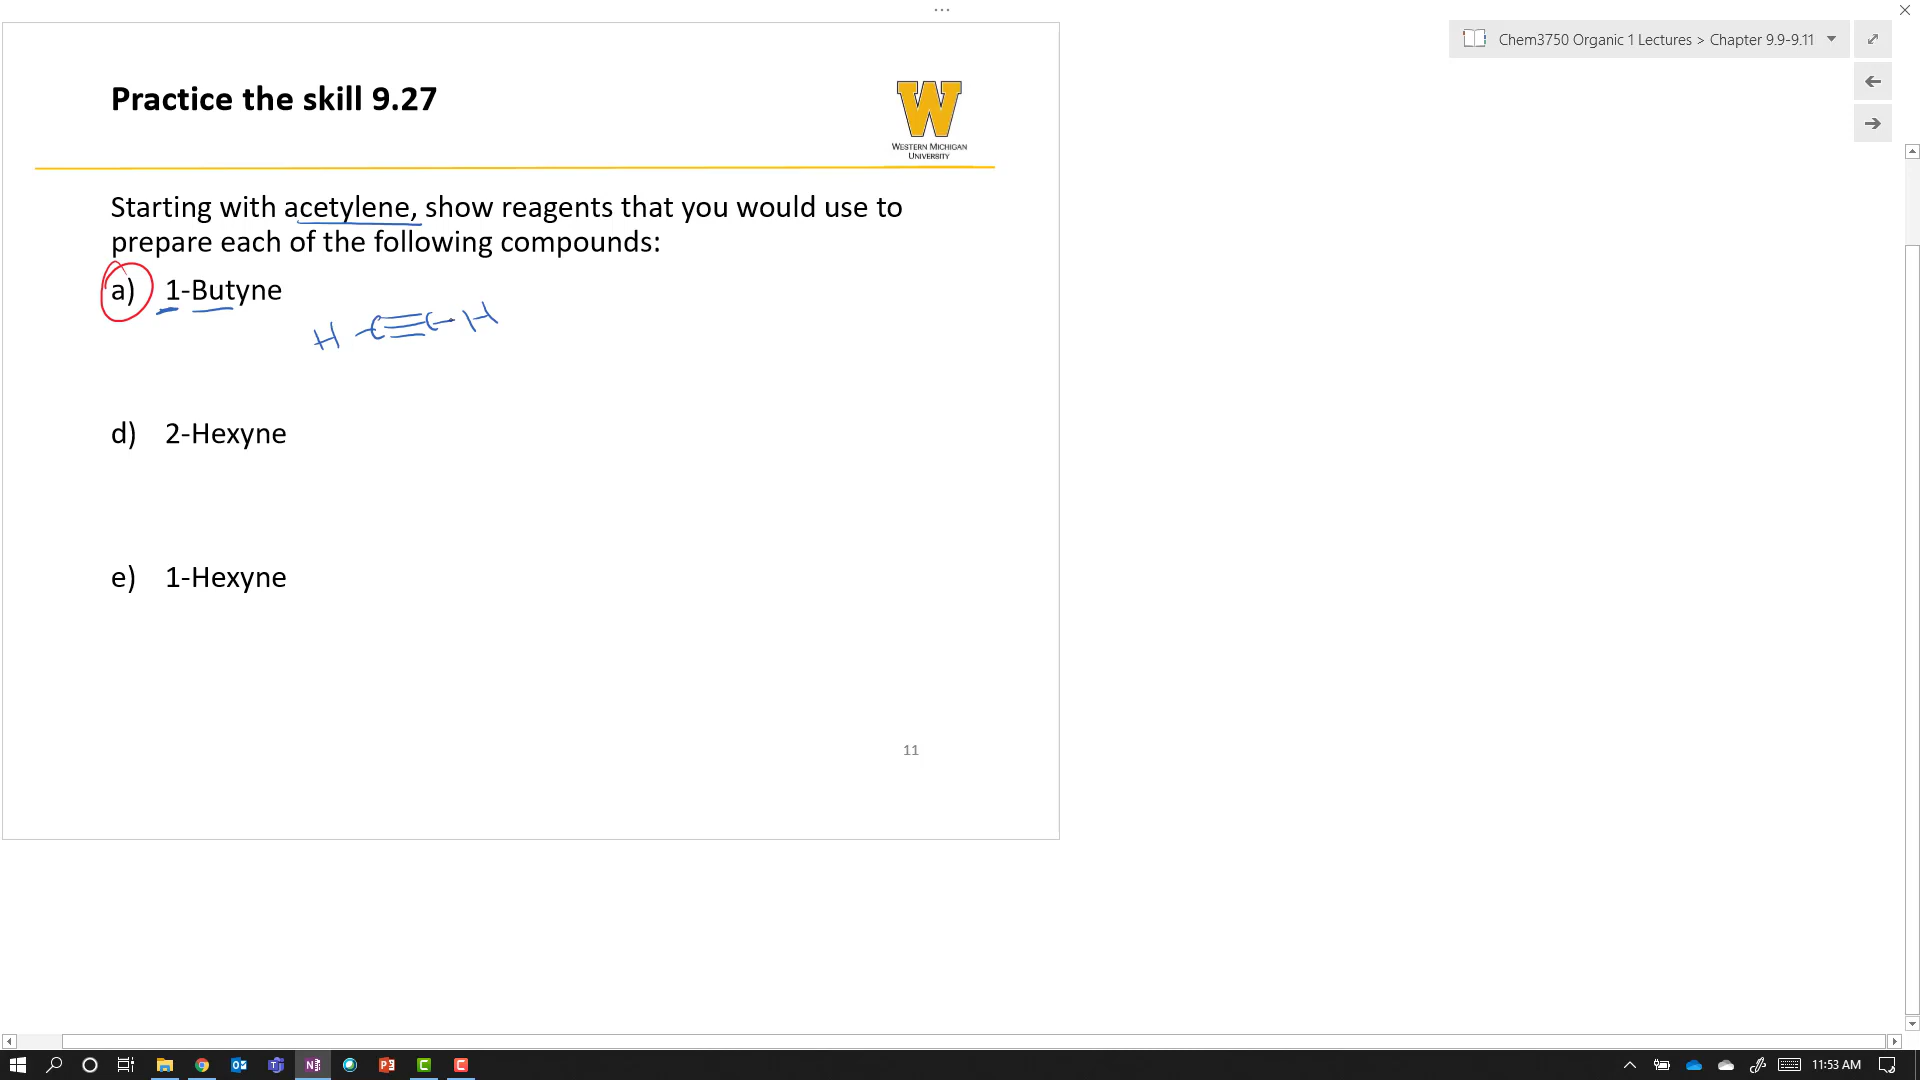 ...
Chem3750 Organic 1 Lectures > Chapter 9.9-9.11
Practice the skill 9.27
W
WESTERN MICHIGAN
UNIVERSITY
Starting with acetylene, show reagents that you would use to
prepare each of the following compounds:
a) 1-Butyne
H-C≡C-H
d) 2-Hexyne
e) 1-Hexyne
11
11:53 AM